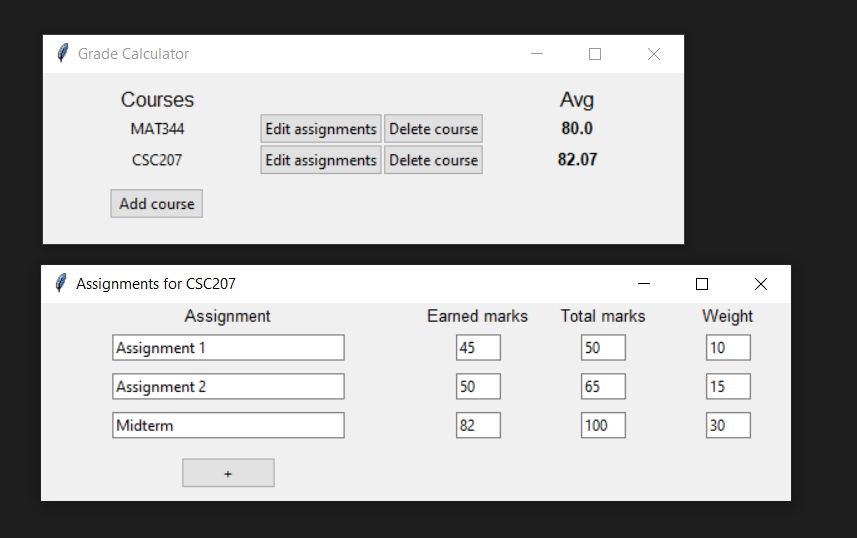 Grade Calculator
Courses Avg
MAT344 Edit assignments Delete course 80.0
CSC207 Edit assignments Delete course 82.07
Add course
Assignments for CSC207
Assignment Earned marks Total marks Weight
Assignment 1 45 50 10
Assignment 2 50 65 15
Midterm 82 100 30
+